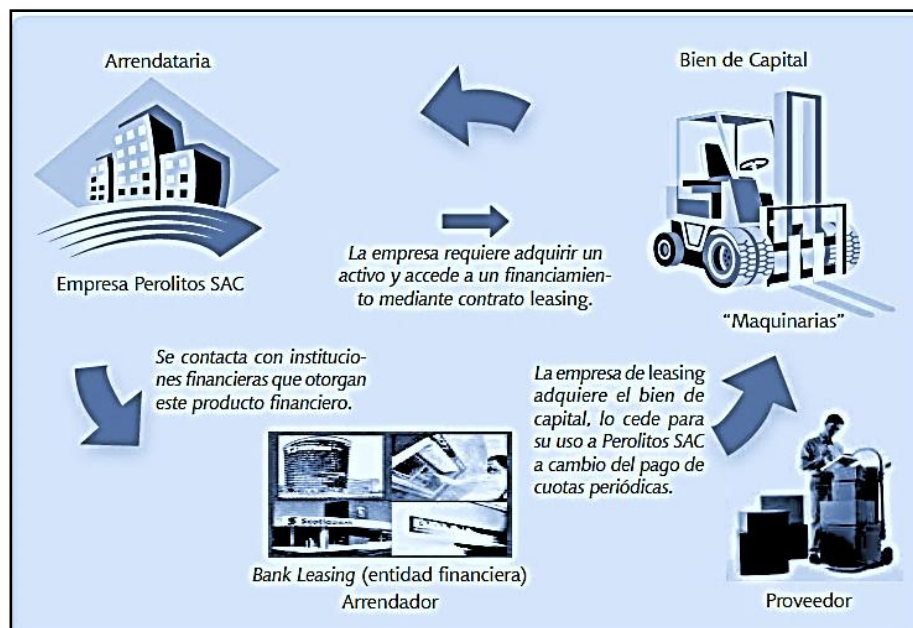 Arrendataria
Bien de Capital
La empresa requiere adquirir un
activo y accede a un financiamien-
to mediante contrato leasing.
Empresa Perolitos SAC
"Maquinarias"
Se contacta con institucio-
nes financieras que otorgan
este producto financiero.
La empresa de leasing
adquiere el bien de
capital, lo cede para
su uso a Perolitos SAC
a cambio del pago de
cuotas periódicas.
Scotiabank
Bank Leasing (entidad financiera)
Arrendador
Proveedor